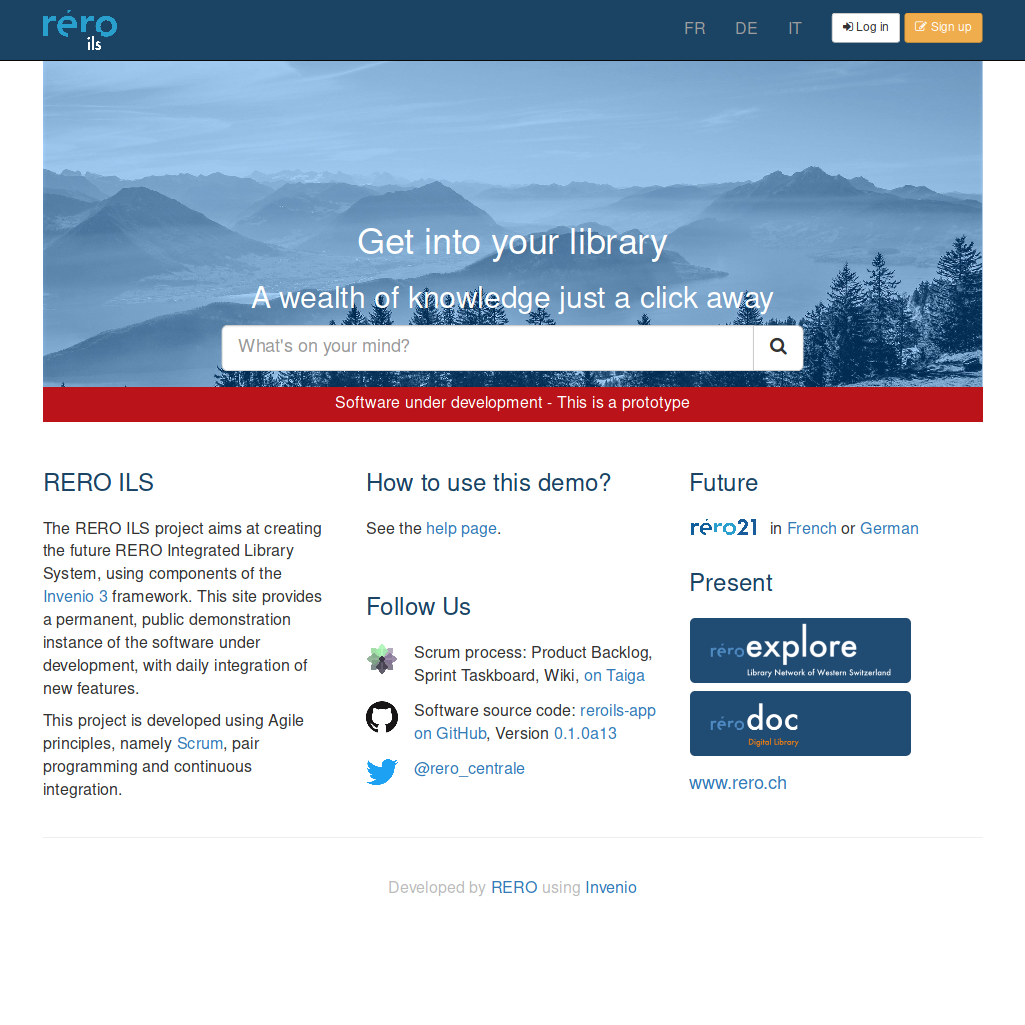 réro
ils
FR DE IT Log in Sign up
Get into your library
A wealth of knowledge just a click away
What's on your mind?
Software under development - This is a prototype
RERO ILS
The RERO ILS project aims at creating
the future RERO Integrated Library
System, using components of the
Invenio 3 framework. This site provides
a permanent, public demonstration
instance of the software under
development, with daily integration of
new features.
This project is developed using Agile
principles, namely Scrum, pair
programming and continuous
integration.
How to use this demo?
See the help page.
Follow Us
Scrum process: Product Backlog,
Sprint Taskboard, Wiki, on Taiga
Software source code: reroils-app
on GitHub, Version 0.1.0a13
@rero_centrale
Future
réro21 in French or German
Present
réro explore
Library Network of Western Switzerland
réro doc
Digital Library
www.rero.ch
Developed by RERO using Invenio